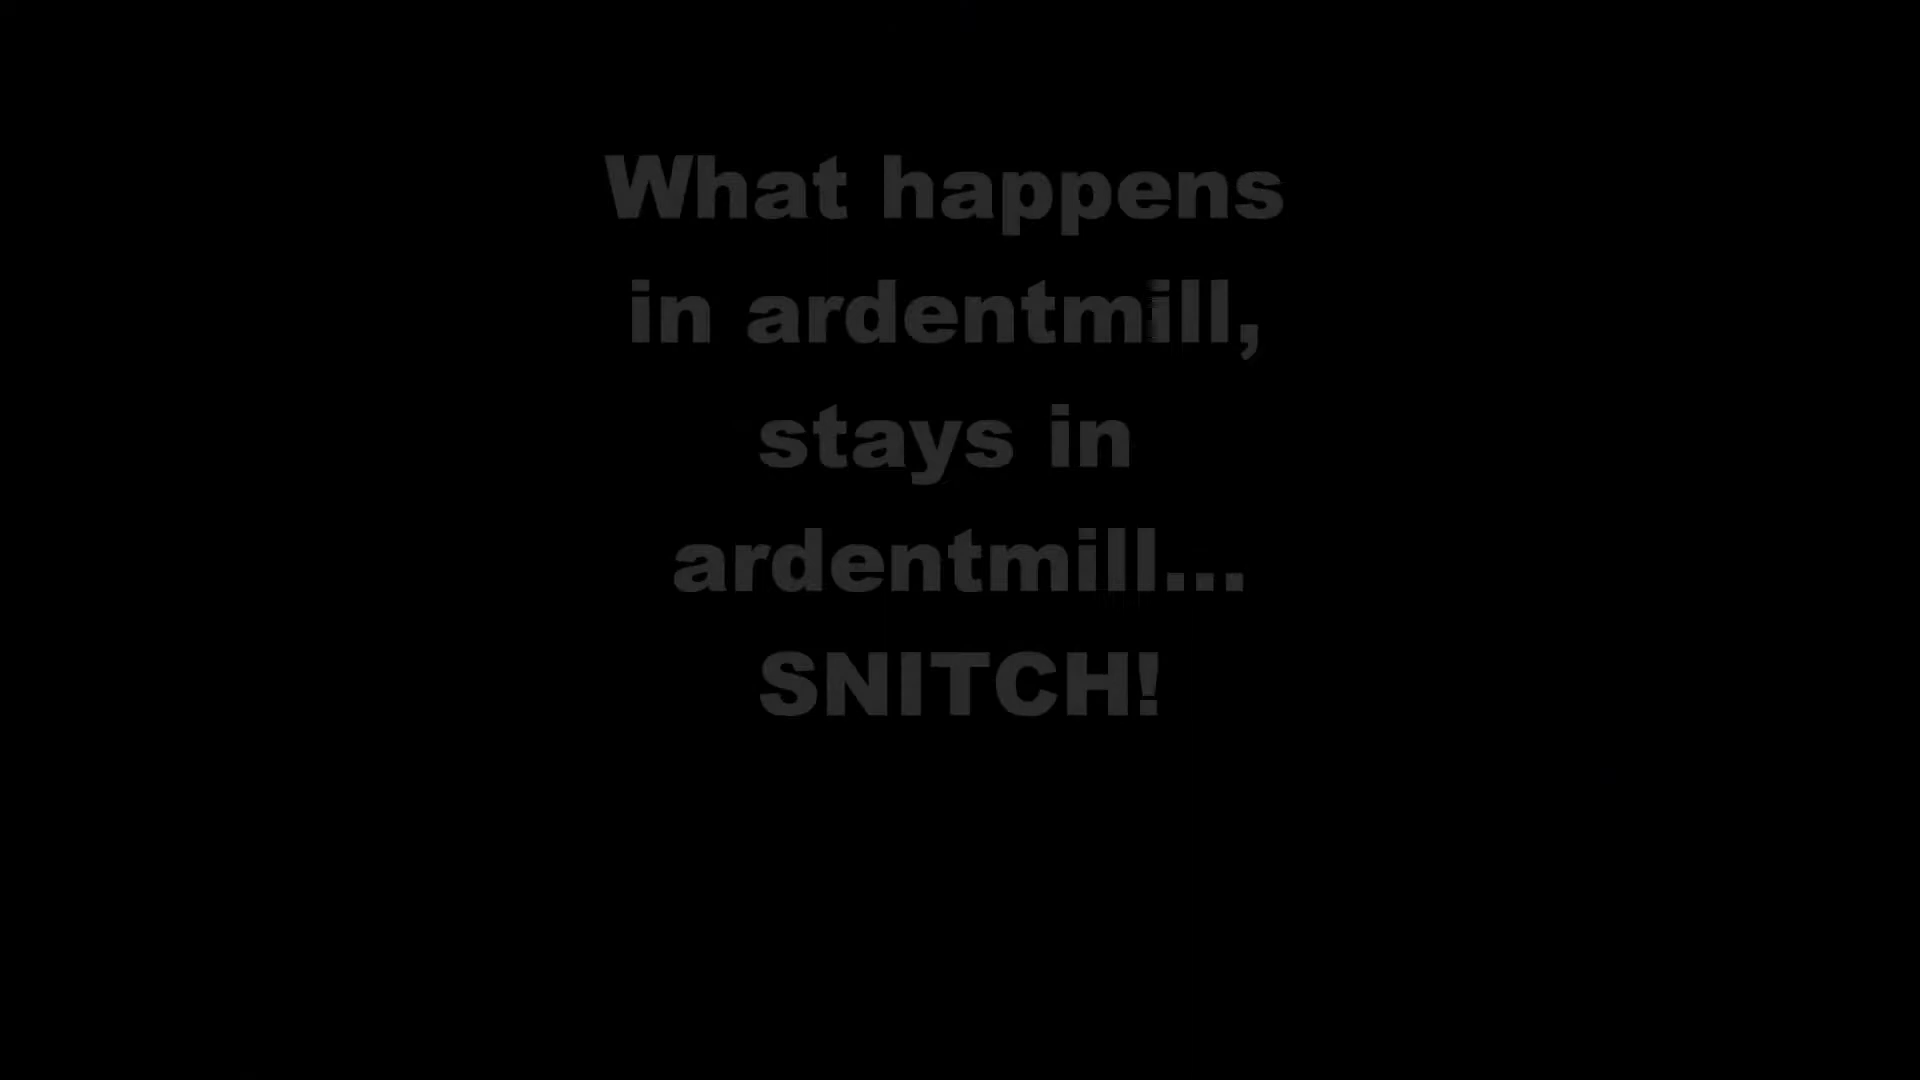 What happens
in ardentmill,
stays in
ardentmill...
SNITCH!